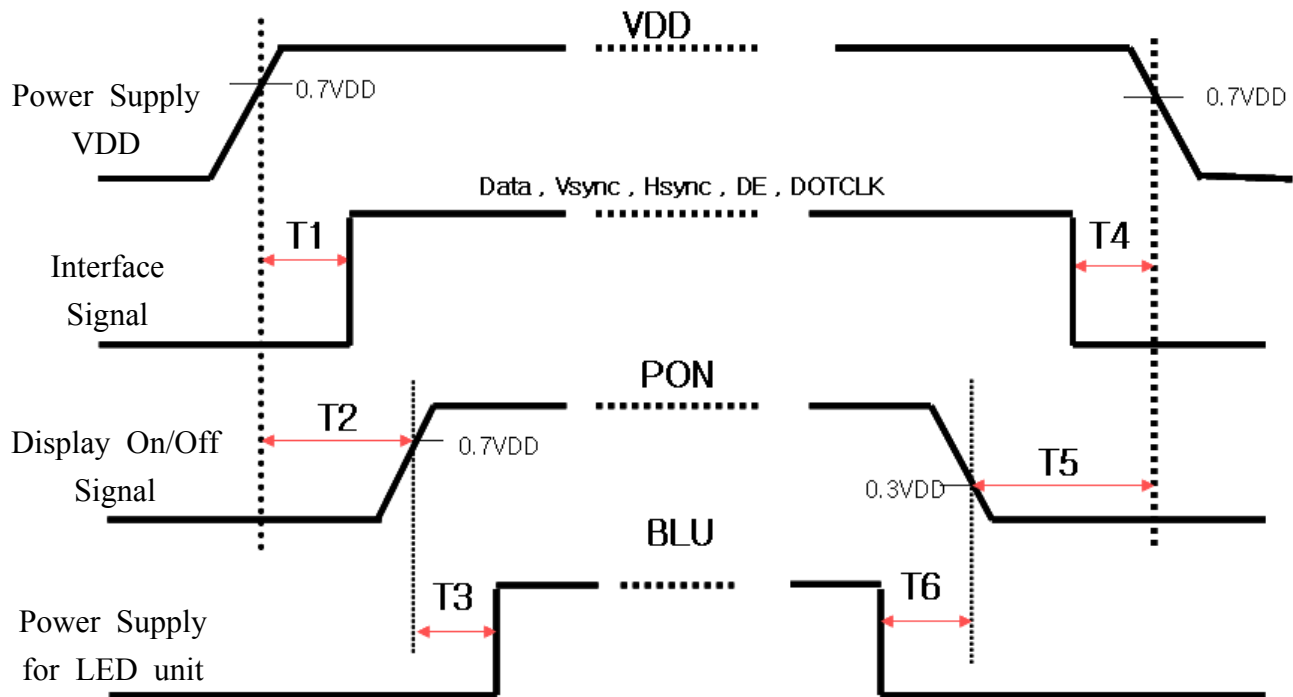 VDD
Power Supply
VDD
0.7VDD
0.7VDD
Data , Vsync , Hsync , DE , DOTCLK
T1
T4
Interface
Signal
PON
T2
0.7VDD
Display On/Off
Signal
0.3VDD
T5
BLU
T3
T6
Power Supply
for LED unit